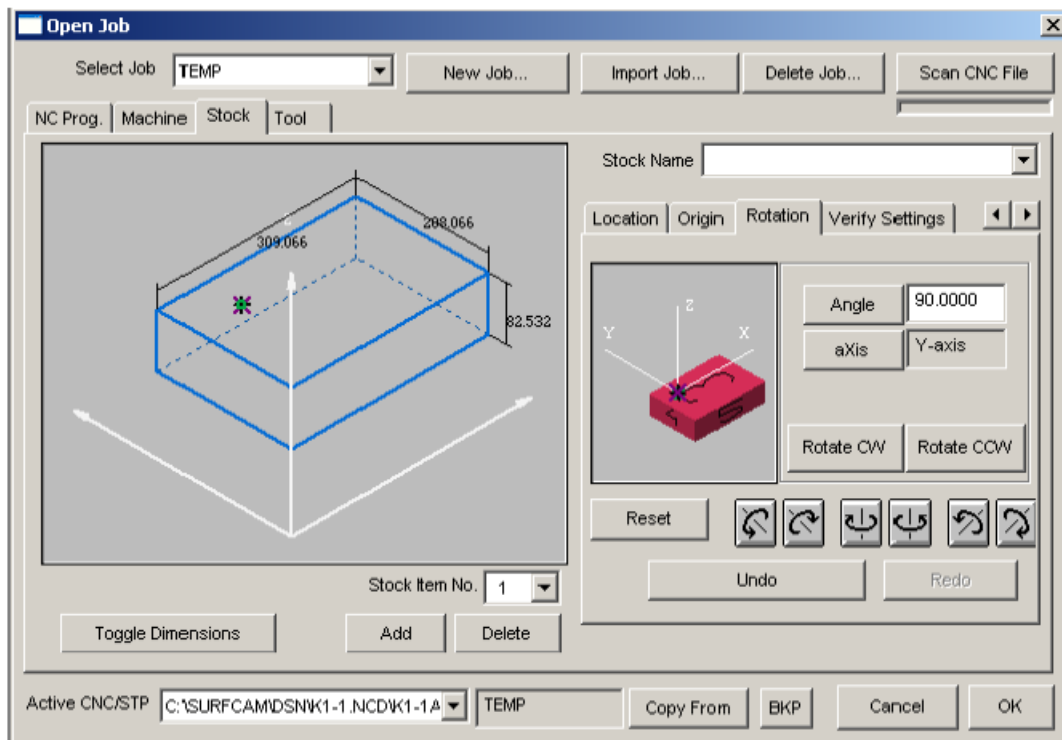 Open Job
Select Job TEMP New Job... Import Job... Delete Job... Scan CNC File
NC Prog. Machine Stock Tool
Stock Name
Location Origin Rotation Verify Settings
Z
309.066
208.066
82.532
Z
Y
X
Angle 90.0000
aXis Y-axis
Rotate CW Rotate CCW
Reset
Undo Redo
Stock Item No. 1
Toggle Dimensions Add Delete
Active CNC/STP C:\SURFCAM\DSN\K1-1.NCD\K1-1.A TEMP Copy From BKP Cancel OK